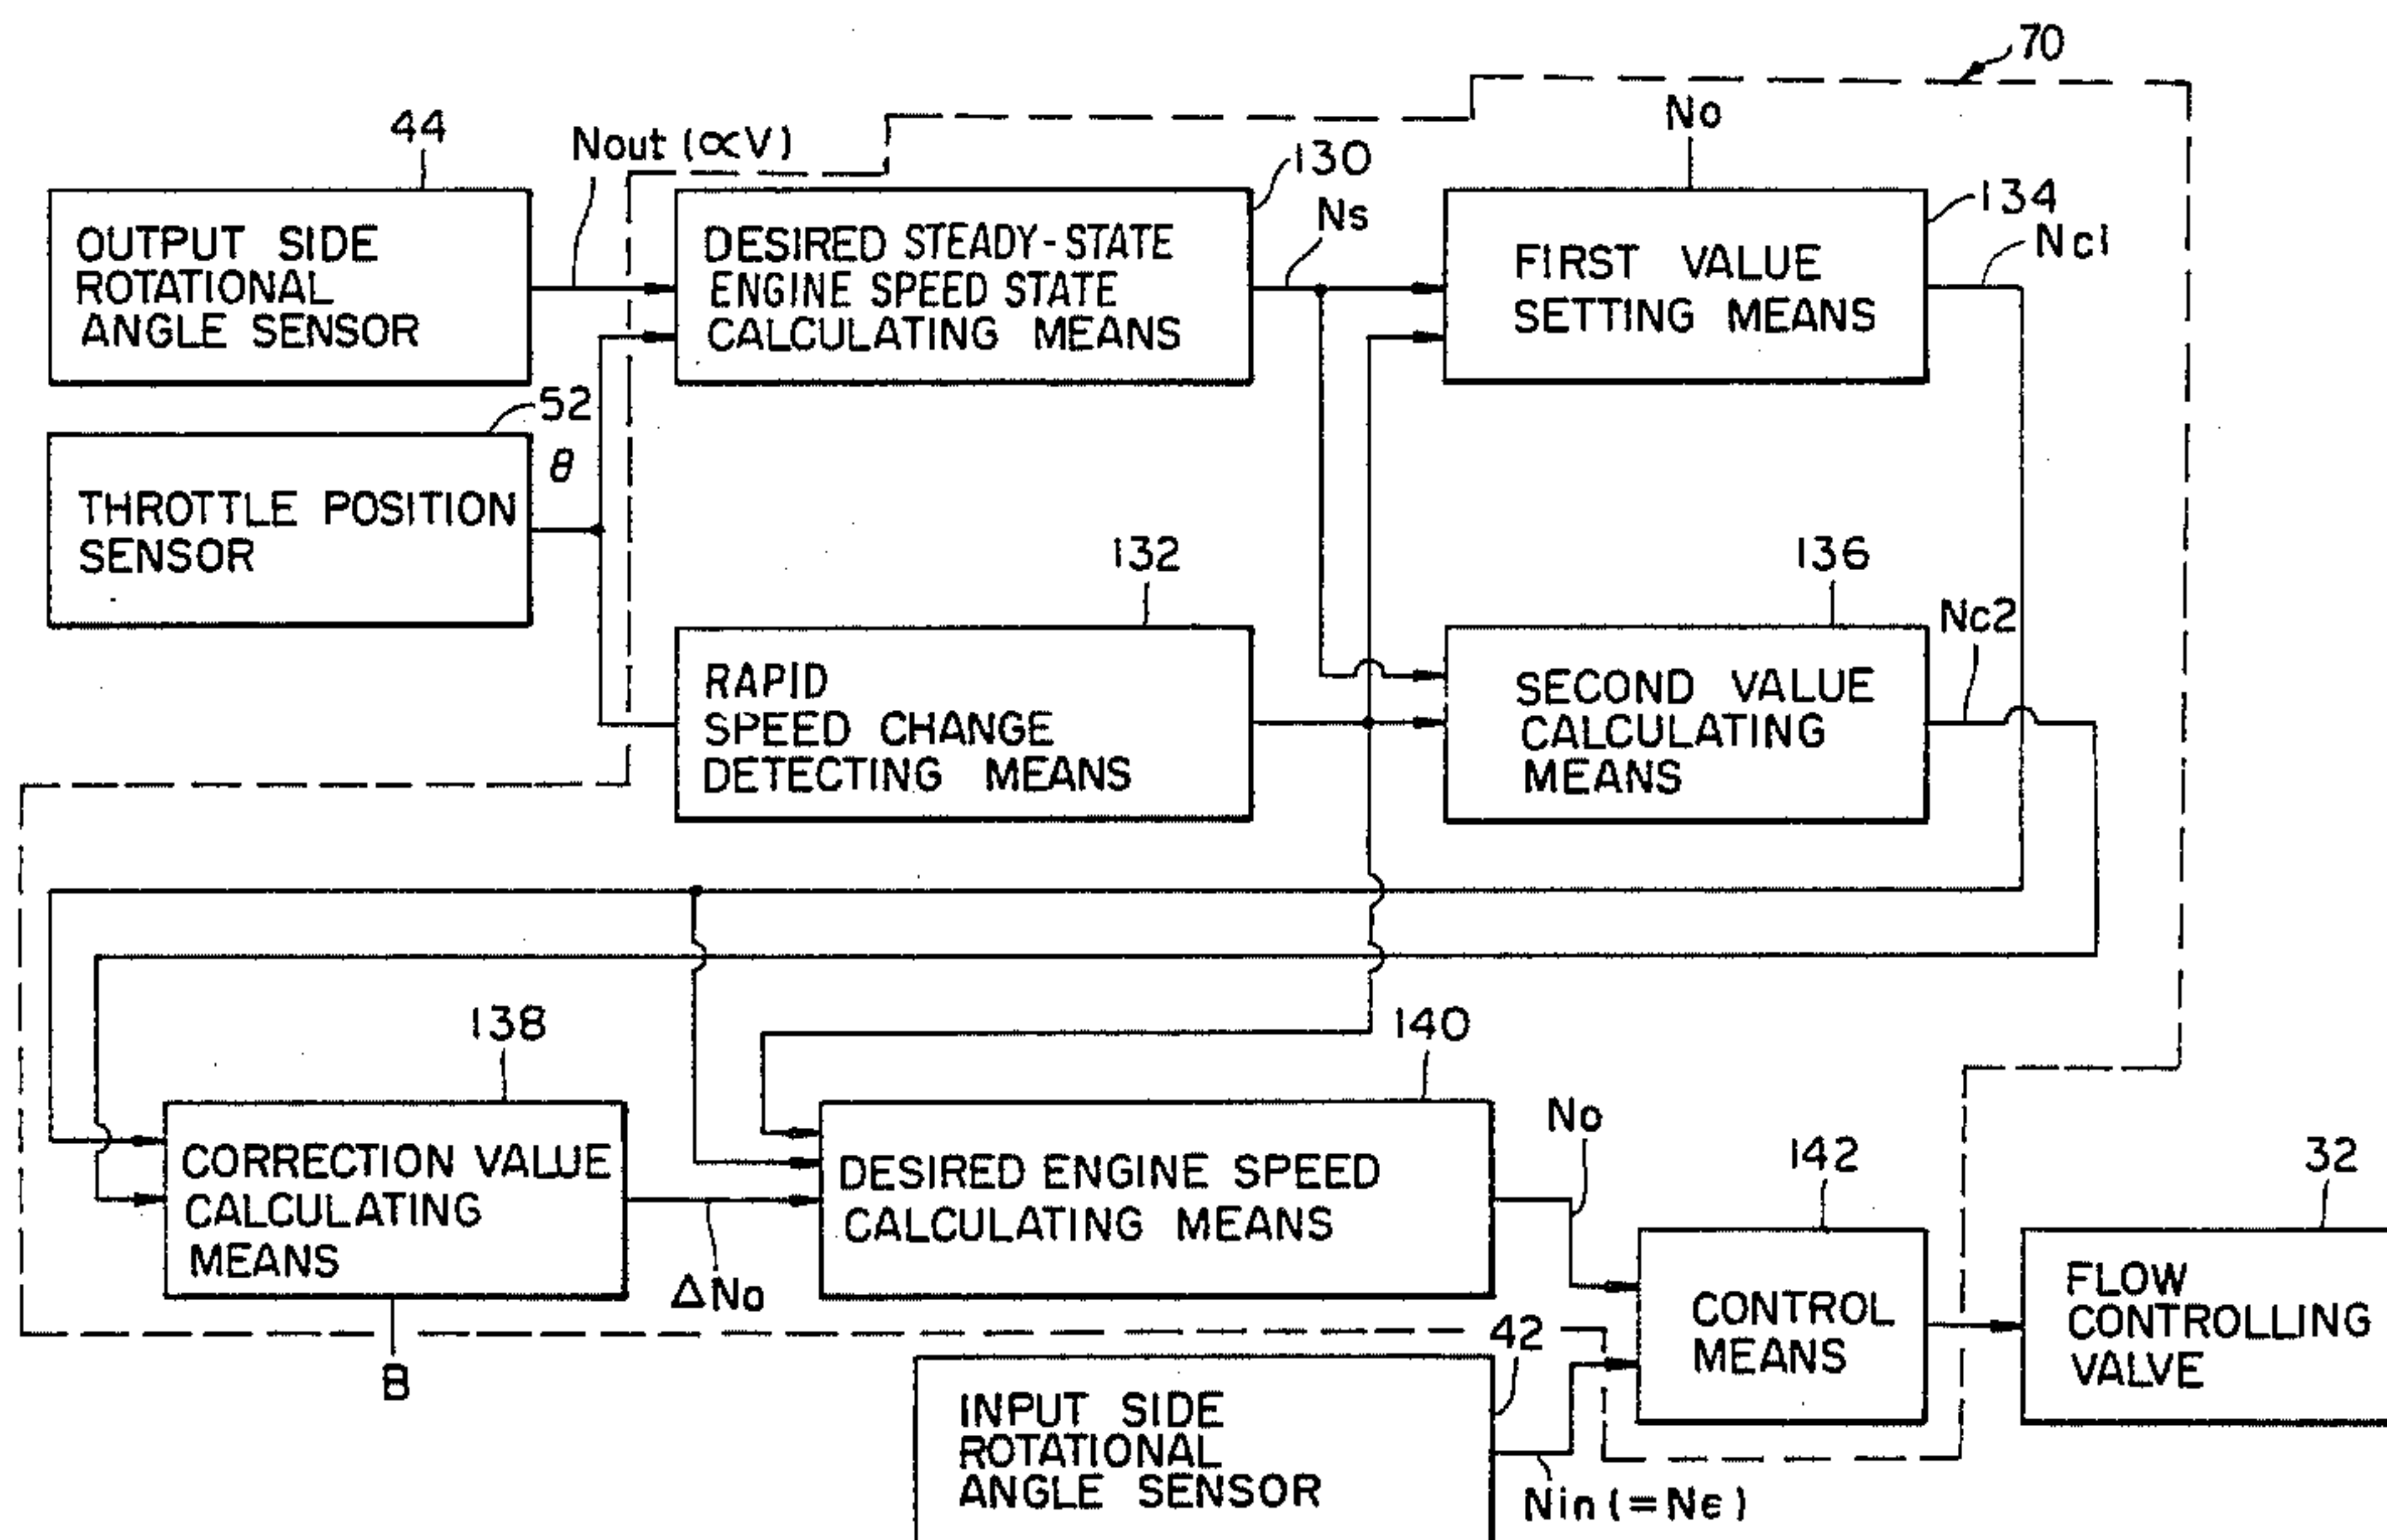 70
44
Nout (∝V)
130
No
134
OUTPUT SIDE
ROTATIONAL
ANGLE SENSOR
DESIRED STEADY-STATE
ENGINE SPEED STATE
CALCULATING MEANS
Ns
FIRST VALUE
SETTING MEANS
Nc1
52
θ
THROTTLE POSITION
SENSOR
132
136
Nc2
RAPID
SPEED CHANGE
DETECTING MEANS
SECOND VALUE
CALCULATING
MEANS
138
140
CORRECTION VALUE
CALCULATING
MEANS
ΔNo
DESIRED ENGINE SPEED
CALCULATING MEANS
No
142
32
CONTROL
MEANS
FLOW
CONTROLLING
VALVE
B
42
INPUT SIDE
ROTATIONAL
ANGLE SENSOR
Nin (=Nε)